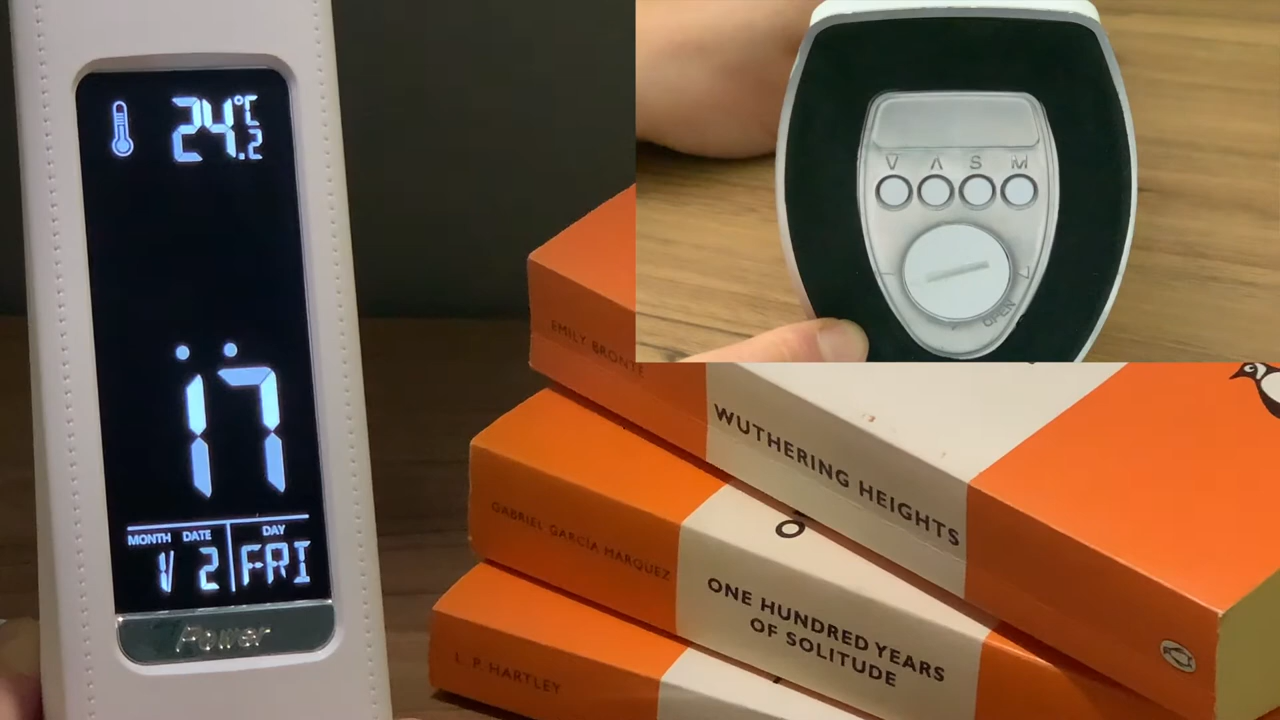 24.2°C
:17
MONTH DATE DAY
1/ 2 FRI
Power
V Λ S M
OPEN
EMILY BRONTE
WUTHERING HEIGHTS
GABRIEL GARCÍA MÁRQUEZ
ONE HUNDRED YEARS
OF SOLITUDE
L. P. HARTLEY